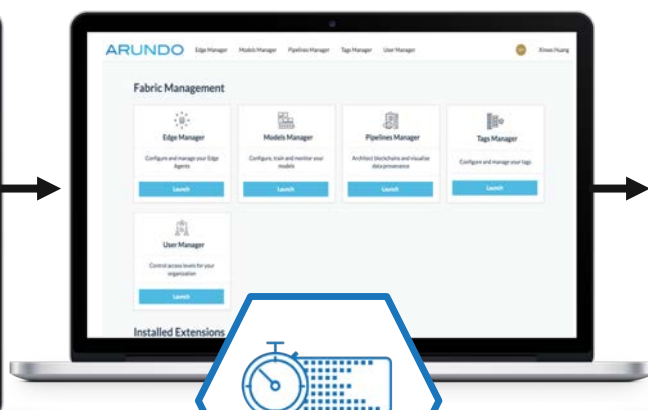 ARUNDO Edge Manager Models Manager Pipelines Manager Tags Manager User Manager Xinwei Huang
Fabric Management
Edge Manager Models Manager Pipelines Manager Tags Manager
Configure and manage your Edge Agents
Configure, train and monitor your models
Architect blockchains and visualise data provenance
Configure and manage your tags
Launch Launch Launch Launch
User Manager
Control access levels for your
organization
Launch
Installed Extensions